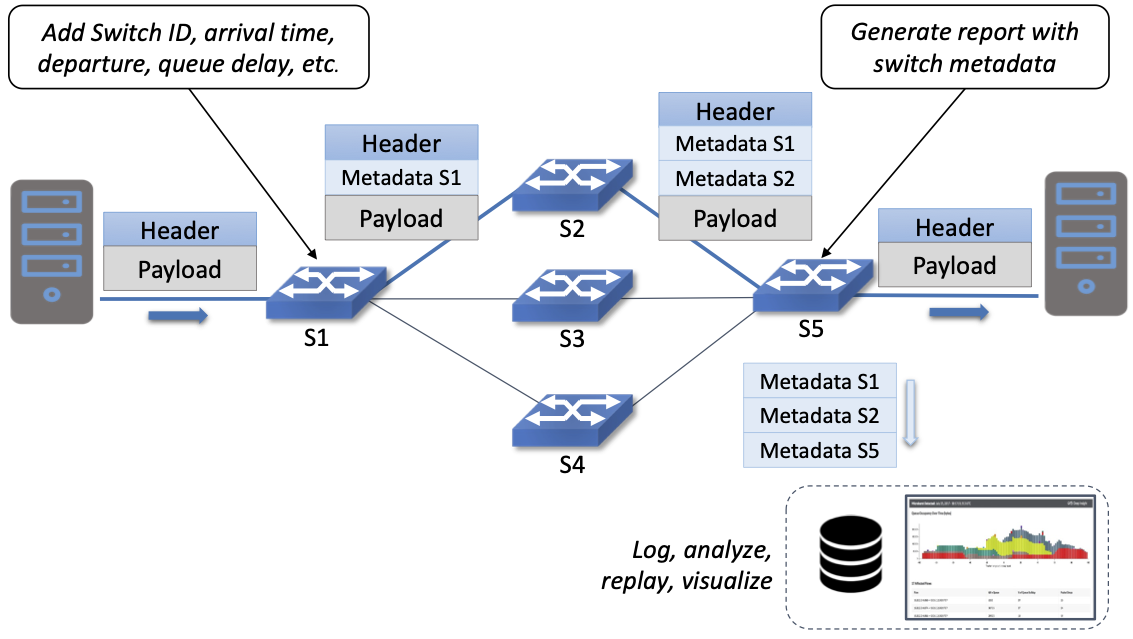 Add Switch ID, arrival time,
departure, queue delay, etc.
Generate report with
switch metadata
Header
Payload
Header
Metadata S1
Payload
Header
Metadata S1
Metadata S2
Payload
Header
Payload
S1
S2
S3
S4
S5
Metadata S1
Metadata S2
Metadata S5
Log, analyze,
replay, visualize